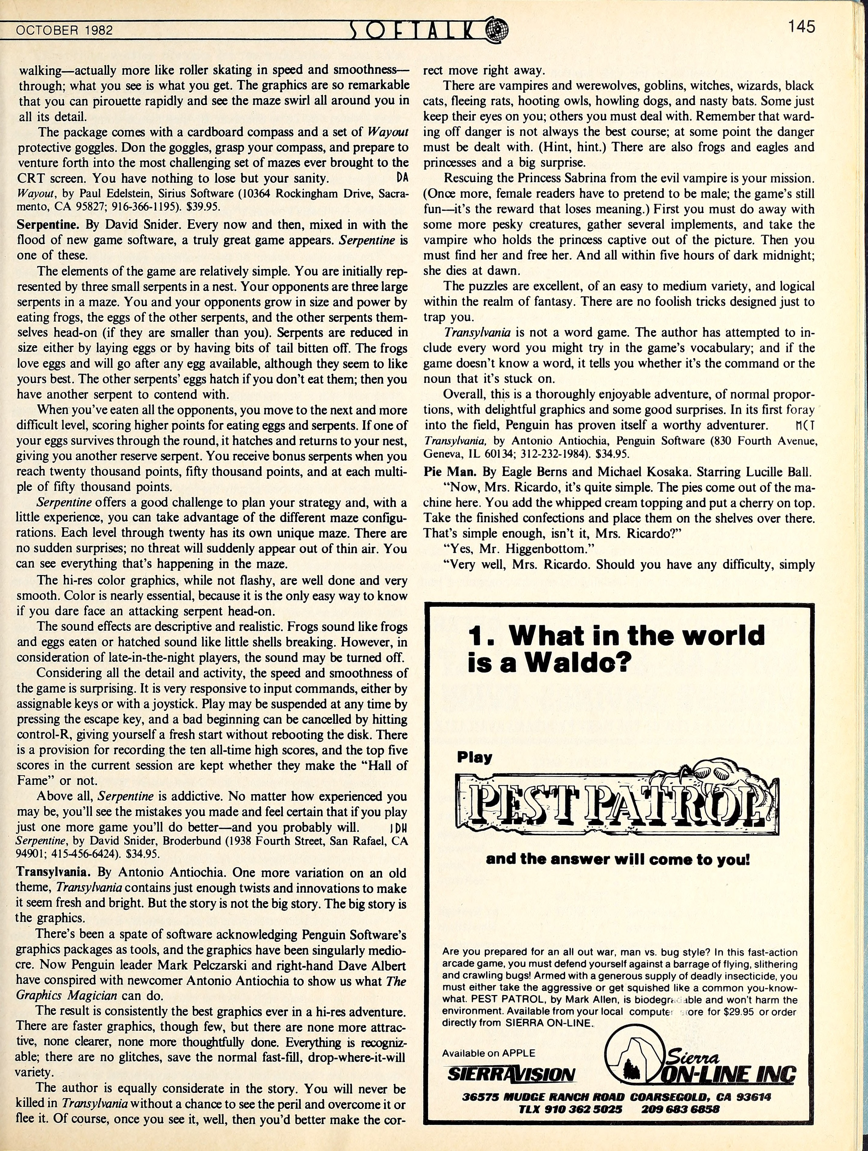 OCTOBER 1982
SOFTALK
145
walking—actually more like roller skating in speed and smoothness—
through; what you see is what you get. The graphics are so remarkable
that you can pirouette rapidly and see the maze swirl all around you in
all its detail.
The package comes with a cardboard compass and a set of Wayout
protective goggles. Don the goggles, grasp your compass, and prepare to
venture forth into the most challenging set of mazes ever brought to the
CRT screen. You have nothing to lose but your sanity. DA
Wayout, by Paul Edelstein, Sirius Software (10364 Rockingham Drive, Sacra-
mento, CA 95827; 916-366-1195). $39.95.
Serpentine. By David Snider. Every now and then, mixed in with the
flood of new game software, a truly great game appears. Serpentine is
one of these.
The elements of the game are relatively simple. You are initially rep-
resented by three small serpents in a nest. Your opponents are three large
serpents in a maze. You and your opponents grow in size and power by
eating frogs, the eggs of the other serpents, and the other serpents them-
selves head-on (if they are smaller than you). Serpents are reduced in
size either by laying eggs or by having bits of tail bitten off. The frogs
love eggs and will go after any egg available, although they seem to like
yours best. The other serpents' eggs hatch if you don't eat them; then you
have another serpent to contend with.
When you've eaten all the opponents, you move to the next and more
difficult level, scoring higher points for eating eggs and serpents. If one of
your eggs survives through the round, it hatches and returns to your nest,
giving you another reserve serpent. You receive bonus serpents when you
reach twenty thousand points, fifty thousand points, and at each multi-
ple of fifty thousand points.
Serpentine offers a good challenge to plan your strategy and, with a
little experience, you can take advantage of the different maze configu-
rations. Each level through twenty has its own unique maze. There are
no sudden surprises; no threat will suddenly appear out of thin air. You
can see everything that's happening in the maze.
The hi-res color graphics, while not flashy, are well done and very
smooth. Color is nearly essential, because it is the only easy way to know
if you dare face an attacking serpent head-on.
The sound effects are descriptive and realistic. Frogs sound like frogs
and eggs eaten or hatched sound like little shells breaking. However, in
consideration of late-in-the-night players, the sound may be turned off.
Considering all the detail and activity, the speed and smoothness of
the game is surprising. It is very responsive to input commands, either by
assignable keys or with a joystick. Play may be suspended at any time by
pressing the escape key, and a bad beginning can be cancelled by hitting
control-R, giving yourself a fresh start without rebooting the disk. There
is a provision for recording the ten all-time high scores, and the top five
scores in the current session are kept whether they make the "Hall of
Fame" or not.
Above all, Serpentine is addictive. No matter how experienced you
may be, you'll see the mistakes you made and feel certain that if you play
just one more game you'll do better—and you probably will. JDH
Serpentine, by David Snider, Broderbund (1938 Fourth Street, San Rafael, CA
94901; 415-456-6424). $34.95.
Transylvania. By Antonio Antiochia. One more variation on an old
theme, Transylvania contains just enough twists and innovations to make
it seem fresh and bright. But the story is not the big story. The big story is
the graphics.
There's been a spate of software acknowledging Penguin Software's
graphics packages as tools, and the graphics have been singularly medio-
cre. Now Penguin leader Mark Pelczarski and right-hand Dave Albert
have conspired with newcomer Antonio Antiochia to show us what The
Graphics Magician can do.
The result is consistently the best graphics ever in a hi-res adventure.
There are faster graphics, though few, but there are none more attrac-
tive, none clearer, none more thoughtfully done. Everything is recogniz-
able; there are no glitches, save the normal fast-fill, drop-where-it-will
variety.
The author is equally considerate in the story. You will never be
killed in Transylvania without a chance to see the peril and overcome it or
flee it. Of course, once you see it, well, then you'd better make the cor-
rect move right away.
There are vampires and werewolves, goblins, witches, wizards, black
cats, fleeing rats, hooting owls, howling dogs, and nasty bats. Some just
keep their eyes on you; others you must deal with. Remember that ward-
ing off danger is not always the best course; at some point the danger
must be dealt with. (Hint, hint.) There are also frogs and eagles and
princesses and a big surprise.
Rescuing the Princess Sabrina from the evil vampire is your mission.
(Once more, female readers have to pretend to be male; the game's still
fun—it's the reward that loses meaning.) First you must do away with
some more pesky creatures, gather several implements, and take the
vampire who holds the princess captive out of the picture. Then you
must find her and free her. And all within five hours of dark midnight;
she dies at dawn.
The puzzles are excellent, of an easy to medium variety, and logical
within the realm of fantasy. There are no foolish tricks designed just to
trap you.
Transylvania is not a word game. The author has attempted to in-
clude every word you might try in the game's vocabulary; and if the
game doesn't know a word, it tells you whether it's the command or the
noun that it's stuck on.
Overall, this is a thoroughly enjoyable adventure, of normal propor-
tions, with delightful graphics and some good surprises. In its first foray
into the field, Penguin has proven itself a worthy adventurer. MCT
Transylvania, by Antonio Antiochia, Penguin Software (830 Fourth Avenue,
Geneva, IL 60134; 312-232-1984). $34.95.
Pie Man. By Eagle Berns and Michael Kosaka. Starring Lucille Ball.
"Now, Mrs. Ricardo, it's quite simple. The pies come out of the ma-
chine here. You add the whipped cream topping and put a cherry on top.
Take the finished confections and place them on the shelves over there.
That's simple enough, isn't it, Mrs. Ricardo?"
"Yes, Mr. Higgenbottom."
"Very well, Mrs. Ricardo. Should you have any difficulty, simply
1. What in the world
is a Waldo?
Play
PEST PATROL
and the answer will come to you!
Are you prepared for an all out war, man vs. bug style? In this fast-action
arcade game, you must defend yourself against a barrage of flying, slithering
and crawling bugs! Armed with a generous supply of deadly insecticide, you
must either take the aggressive or get squished like a common you-know-
what. PEST PATROL, by Mark Allen, is biodegradable and won't harm the
environment. Available from your local computer store for $29.95 or order
directly from SIERRA ON-LINE.
Available on APPLE
SIERRAVISION
Sierra
ON-LINE INC
36575 MUDGE RANCH ROAD COARSEGOLD, CA 93614
TLX 910 362 5025 209 683 6858